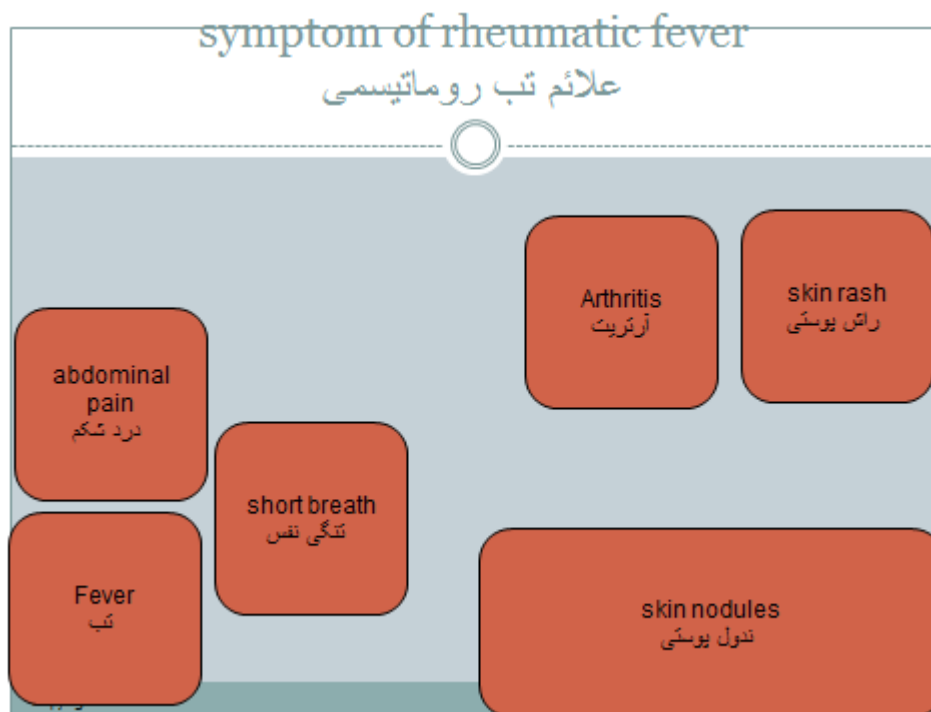 symptom of rheumatic fever
علائم تب روماتیسمی
Arthritis
آرتریت
skin rash
راش پوستی
abdominal
pain
درد شکم
short breath
تنگی نفس
Fever
تب
skin nodules
ندول پوستی